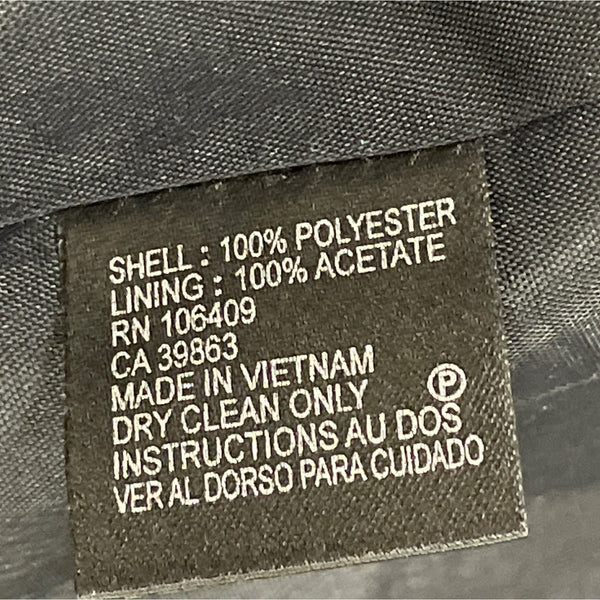 SHELL : 100% POLYESTER
LINING : 100% ACETATE
RN 106409
CA 39863
MADE IN VIETNAM
DRY CLEAN ONLY Ⓟ
INSTRUCTIONS AU DOS
VER AL DORSO PARA CUIDADO